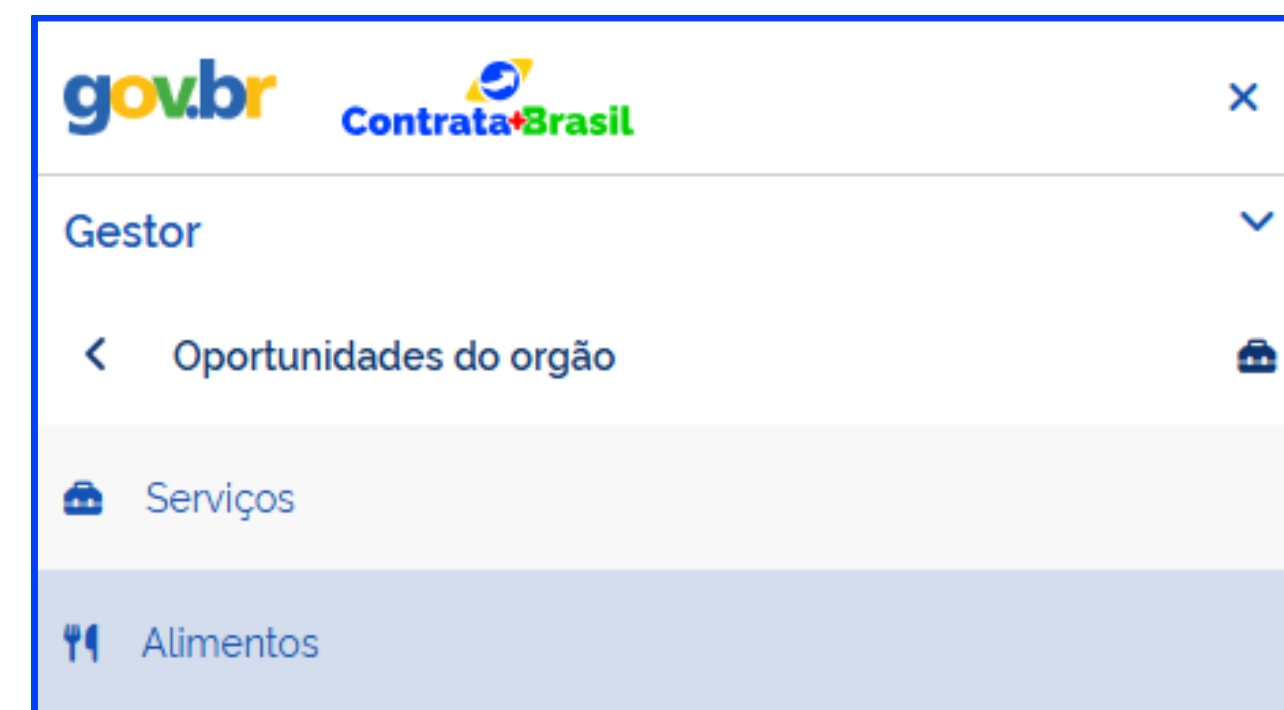 gov.br
Contrata+Brasil
Gestor
Oportunidades do orgão
Serviços
Alimentos